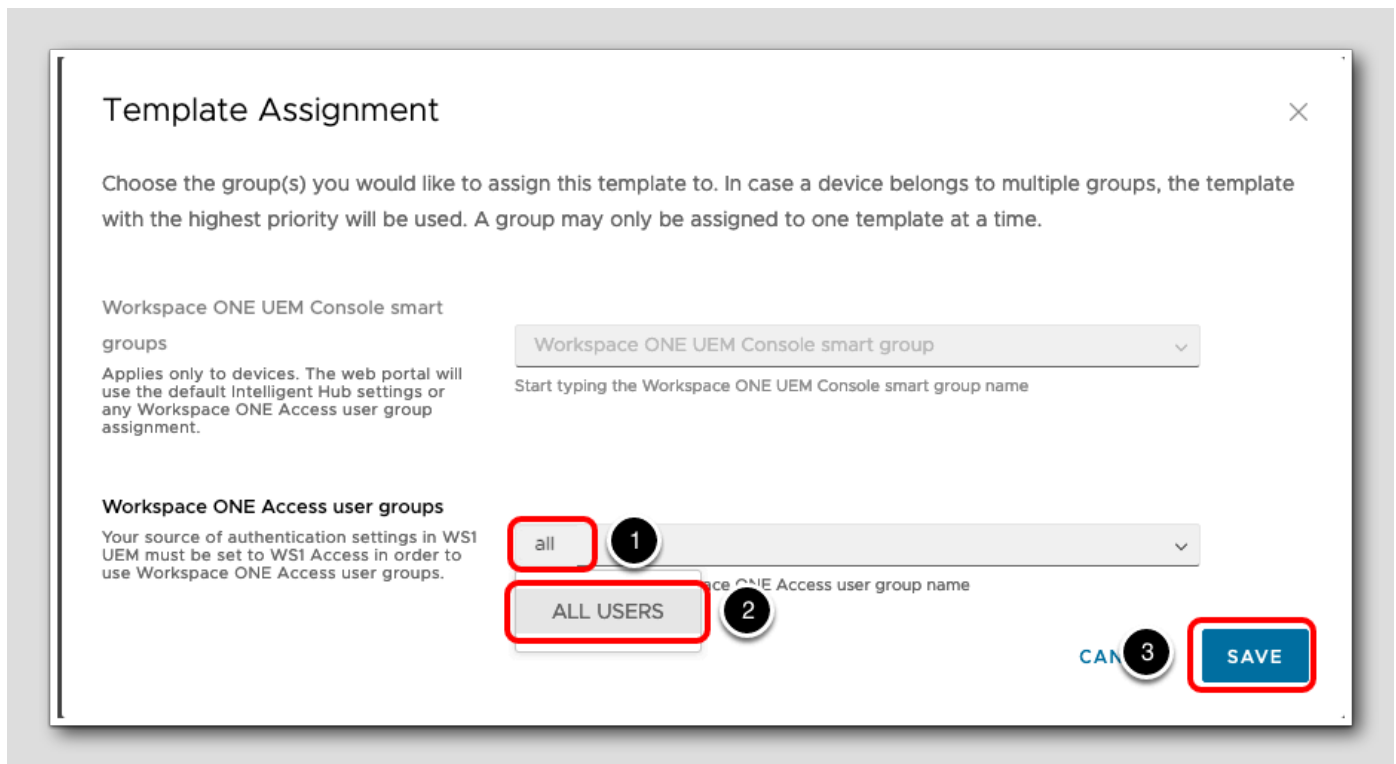 Template Assignment
Choose the group(s) you would like to assign this template to. In case a device belongs to multiple groups, the template
with the highest priority will be used. A group may only be assigned to one template at a time.
Workspace ONE UEM Console smart
groups
Applies only to devices. The web portal will
use the default Intelligent Hub settings or
any Workspace ONE Access user group
assignment.
Workspace ONE UEM Console smart group
Start typing the Workspace ONE UEM Console smart group name
Workspace ONE Access user groups
Your source of authentication settings in WS1
UEM must be set to WS1 Access in order to
use Workspace ONE Access user groups.
all 1
ONE Access user group name
ALL USERS 2
3 SAVE